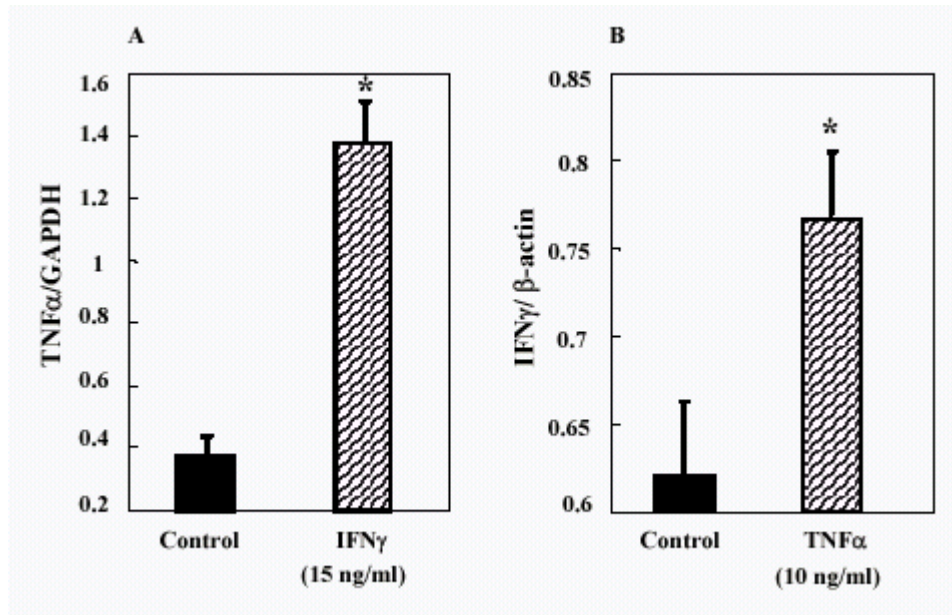 A
TNFα/GAPDH
1.6
1.4
1.2
1
0.8
0.6
0.4
0.2
*
Control
IFNγ
(15 ng/ml)
B
IFNγ/ β-actin
0.85
0.8
0.75
0.7
0.65
0.6
*
Control
TNFα
(10 ng/ml)